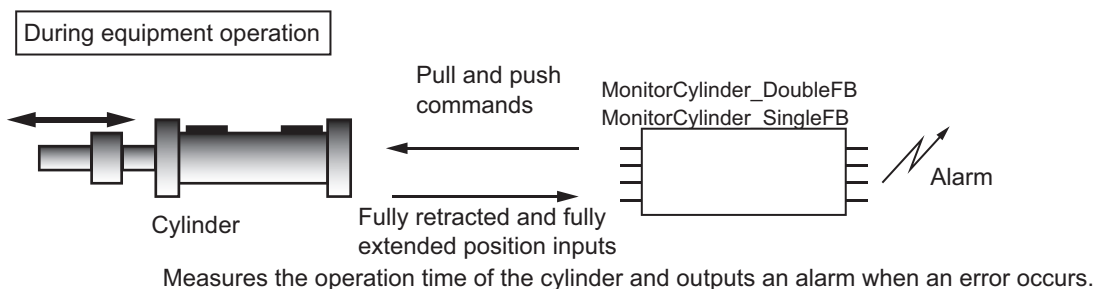 During equipment operation
Pull and push
commands
MonitorCylinder_DoubleFB
MonitorCylinder_SingleFB
Alarm
Cylinder
Fully retracted and fully
extended position inputs
Measures the operation time of the cylinder and outputs an alarm when an error occurs.